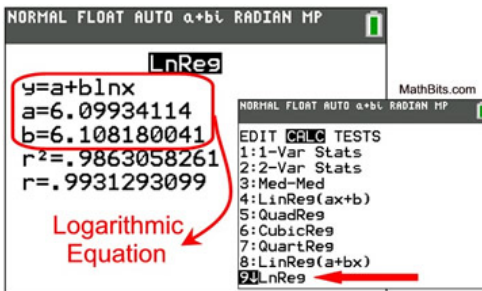 NORMAL FLOAT AUTO a+bi RADIAN MP
LnReg
y=a+blnx
a=6.09934114
b=6.108180041
r²=.9863058261
r=.9931293099
Logarithmic
Equation
MathBits.com
NORMAL FLOAT AUTO a+bi RADIAN MP
EDIT CALC TESTS
1:1-Var Stats
2:2-Var Stats
3:Med-Med
4:LinReg(ax+b)
5:QuadReg
6:CubicReg
7:QuartReg
8:LinReg(a+bx)
9↓LnReg